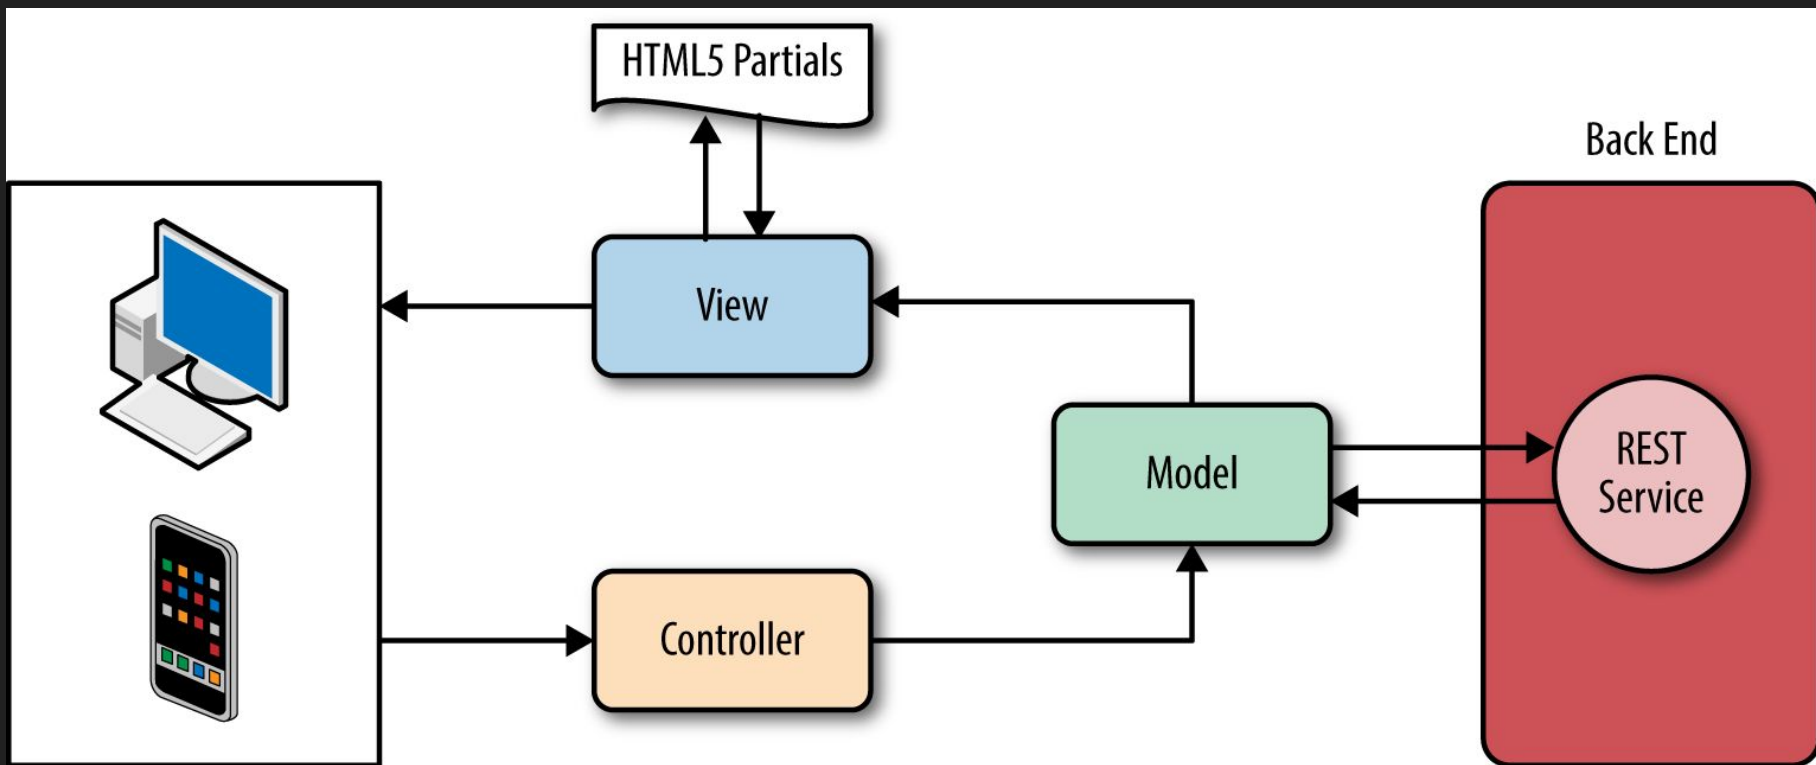 HTML5 Partials
Back End
View
Model
REST
Service
Controller